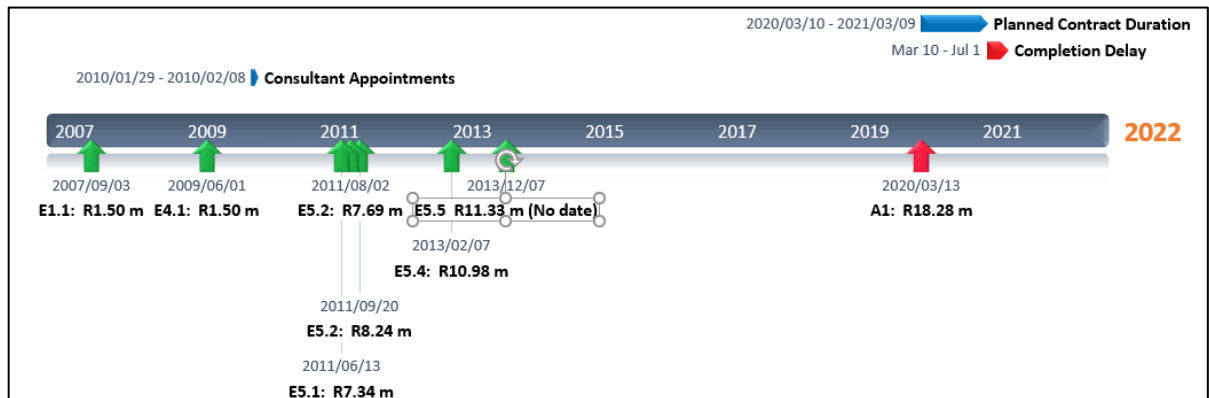 2020/03/10 - 2021/03/09 Planned Contract Duration
Mar 10 - Jul 1 Completion Delay
2010/01/29 - 2010/02/08 Consultant Appointments
2007 2009 2011 2013 2015 2017 2019 2021 2022
2007/09/03 2009/06/01 2011/08/02 2013/12/07 2020/03/13
E1.1: R1.50 m E4.1: R1.50 m E5.2: R7.69 m E5.5 R11.33 m (No date) A1: R18.28 m
2013/02/07
E5.4: R10.98 m
2011/09/20
E5.2: R8.24 m
2011/06/13
E5.1: R7.34 m